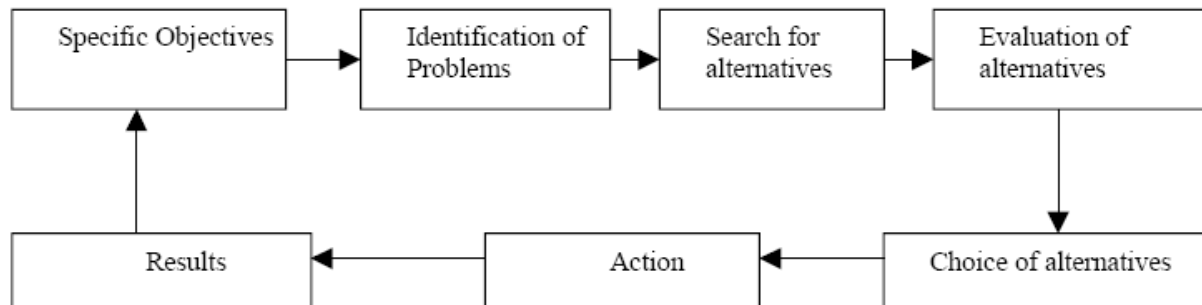 Specific Objectives
Identification of
Problems
Search for
alternatives
Evaluation of
alternatives
Results
Action
Choice of alternatives